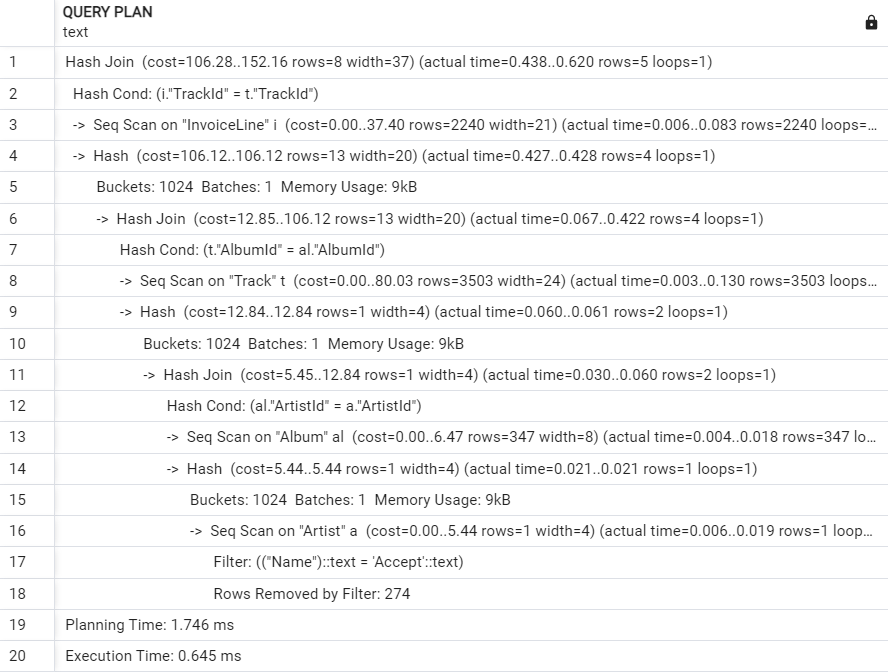 QUERY PLAN
text
1 Hash Join (cost=106.28..152.16 rows=8 width=37) (actual time=0.438..0.620 rows=5 loops=1)
2 Hash Cond: (i."TrackId" = t."TrackId")
3 -> Seq Scan on "InvoiceLine" i (cost=0.00..37.40 rows=2240 width=21) (actual time=0.006..0.083 rows=2240 loops=...
4 -> Hash (cost=106.12..106.12 rows=13 width=20) (actual time=0.427..0.428 rows=4 loops=1)
5 Buckets: 1024 Batches: 1 Memory Usage: 9kB
6 -> Hash Join (cost=12.85..106.12 rows=13 width=20) (actual time=0.067..0.422 rows=4 loops=1)
7 Hash Cond: (t."AlbumId" = al."AlbumId")
8 -> Seq Scan on "Track" t (cost=0.00..80.03 rows=3503 width=24) (actual time=0.003..0.130 rows=3503 loops...
9 -> Hash (cost=12.84..12.84 rows=1 width=4) (actual time=0.060..0.061 rows=2 loops=1)
10 Buckets: 1024 Batches: 1 Memory Usage: 9kB
11 -> Hash Join (cost=5.45..12.84 rows=1 width=4) (actual time=0.030..0.060 rows=2 loops=1)
12 Hash Cond: (al."ArtistId" = a."ArtistId")
13 -> Seq Scan on "Album" al (cost=0.00..6.47 rows=347 width=8) (actual time=0.004..0.018 rows=347 lo...
14 -> Hash (cost=5.44..5.44 rows=1 width=4) (actual time=0.021..0.021 rows=1 loops=1)
15 Buckets: 1024 Batches: 1 Memory Usage: 9kB
16 -> Seq Scan on "Artist" a (cost=0.00..5.44 rows=1 width=4) (actual time=0.006..0.019 rows=1 loop...
17 Filter: (("Name")::text = 'Accept'::text)
18 Rows Removed by Filter: 274
19 Planning Time: 1.746 ms
20 Execution Time: 0.645 ms